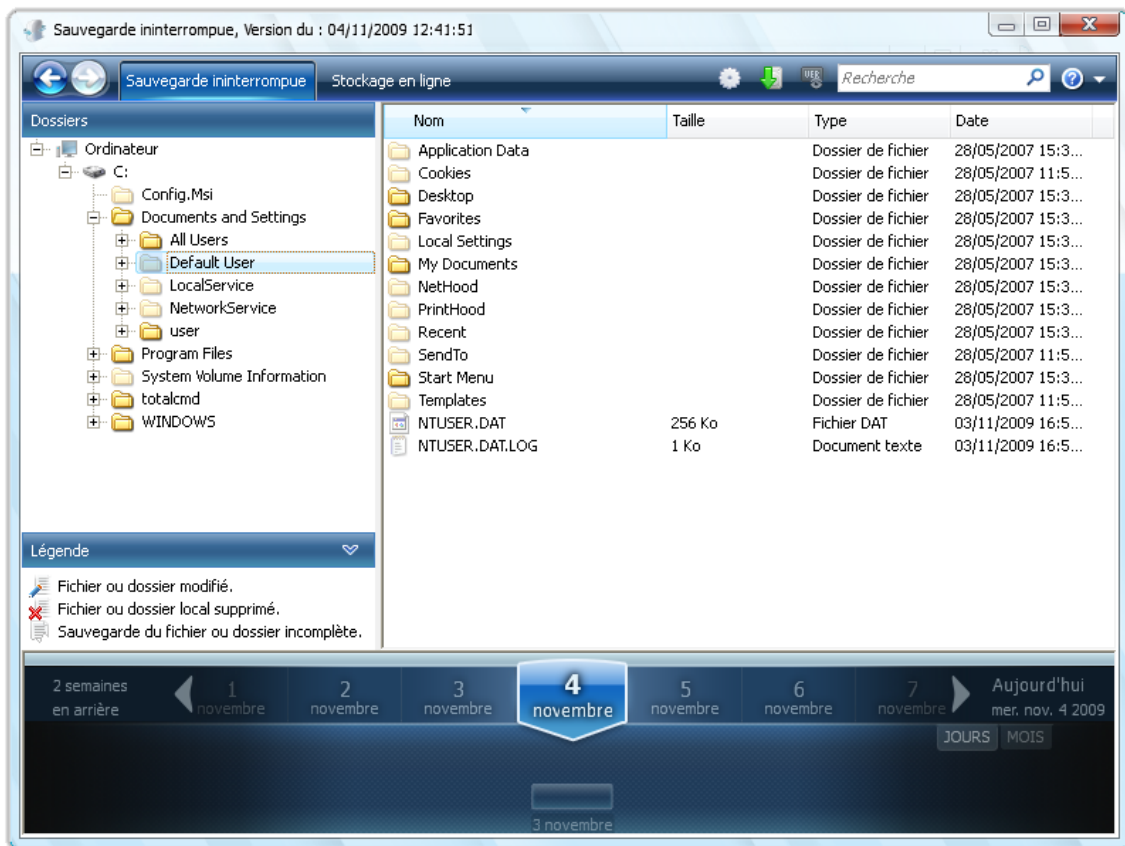 Sauvegarde ininterrompue, Version du : 04/11/2009 12:41:51
Sauvegarde ininterrompue Stockage en ligne VER Recherche
Dossiers
Ordinateur
C:
Config.Msi
Documents and Settings
All Users
Default User
LocalService
NetworkService
user
Program Files
System Volume Information
totalcmd
WINDOWS
Nom Taille Type Date
Application Data Dossier de fichier 28/05/2007 15:3...
Cookies Dossier de fichier 28/05/2007 11:5...
Desktop Dossier de fichier 28/05/2007 15:3...
Favorites Dossier de fichier 28/05/2007 15:3...
Local Settings Dossier de fichier 28/05/2007 15:3...
My Documents Dossier de fichier 28/05/2007 15:3...
NetHood Dossier de fichier 28/05/2007 15:3...
PrintHood Dossier de fichier 28/05/2007 15:3...
Recent Dossier de fichier 28/05/2007 15:3...
SendTo Dossier de fichier 28/05/2007 11:5...
Start Menu Dossier de fichier 28/05/2007 15:3...
Templates Dossier de fichier 28/05/2007 11:5...
NTUSER.DAT 256 Ko Fichier DAT 03/11/2009 16:5...
NTUSER.DAT.LOG 1 Ko Document texte 03/11/2009 16:5...
Légende
Fichier ou dossier modifié.
Fichier ou dossier local supprimé.
Sauvegarde du fichier ou dossier incomplète.
2 semaines
en arrière
1 novembre
2 novembre
3 novembre
4 novembre
5 novembre
6 novembre
7 novembre
Aujourd'hui
mer. nov. 4 2009
JOURS MOIS
3 novembre